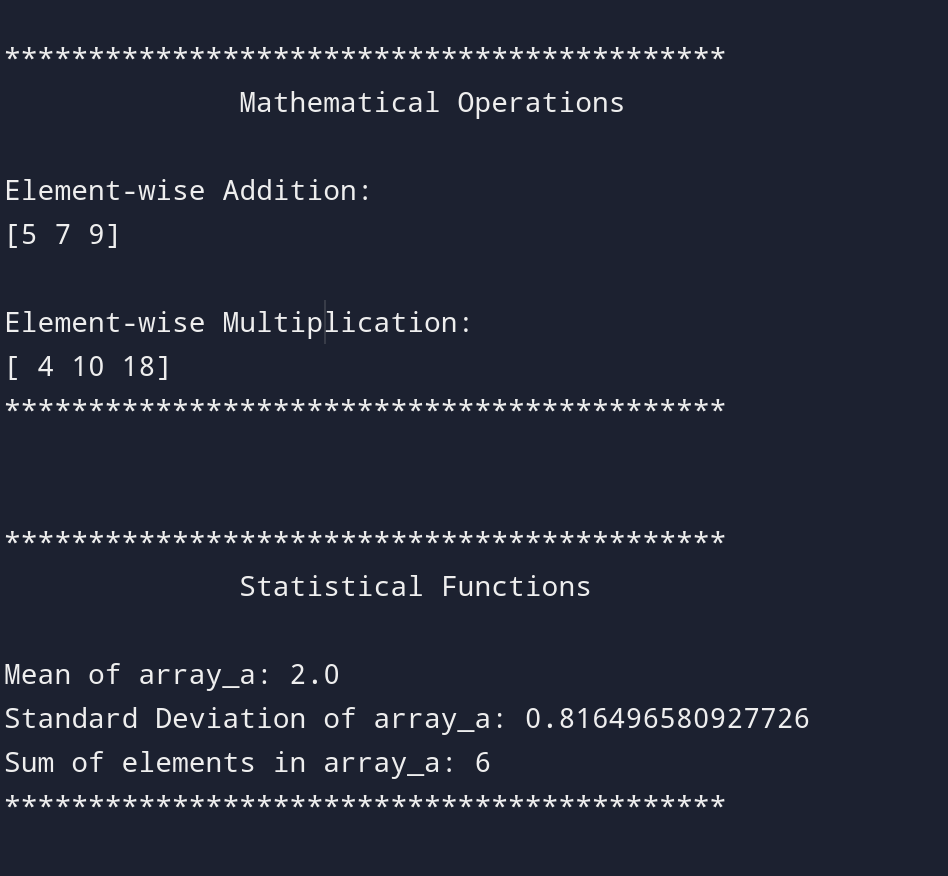 *******************************************
Mathematical Operations
Element-wise Addition:
[5 7 9]
Element-wise Multiplication:
[ 4 10 18]
*******************************************
*******************************************
Statistical Functions
Mean of array_a: 2.0
Standard Deviation of array_a: 0.816496580927726
Sum of elements in array_a: 6
*******************************************